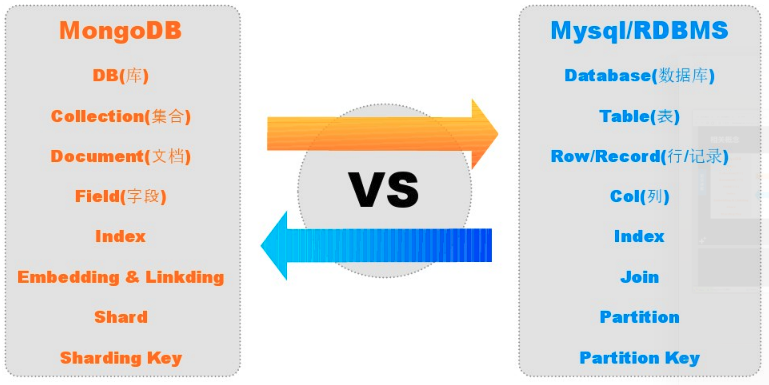 MongoDB
DB(库)
Collection(集合)
Document(文档)
Field(字段)
Index
Embedding & Linkding
Shard
Sharding Key
VS
Mysql/RDBMS
Database(数据库)
Table(表)
Row/Record(行/记录)
Col(列)
Index
Join
Partition
Partition Key